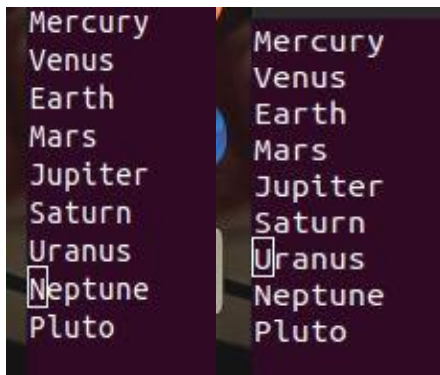 Mercury
Venus
Earth
Mars
Jupiter
Saturn
Uranus
Neptune
Pluto
Mercury
Venus
Earth
Mars
Jupiter
Saturn
Uranus
Neptune
Pluto